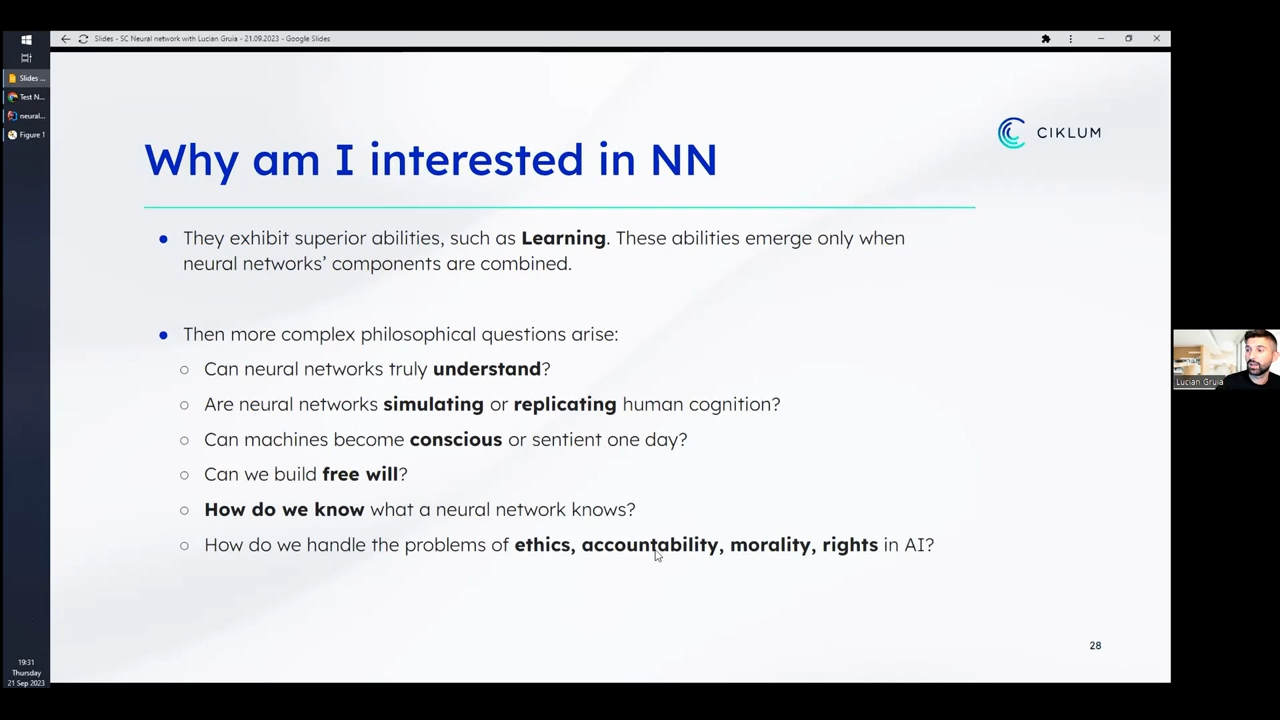 Slides - SC Neural network with Lucian Gruia - 21.09.2023 - Google Slides
Slides ...
Test N...
neural...
Figure 1
CIKLUM
Why am I interested in NN
They exhibit superior abilities, such as Learning. These abilities emerge only when
neural networks’ components are combined.
Then more complex philosophical questions arise:
Can neural networks truly understand?
Are neural networks simulating or replicating human cognition?
Can machines become conscious or sentient one day?
Can we build free will?
How do we know what a neural network knows?
How do we handle the problems of ethics, accountability, morality, rights in AI?
Lucian Gruia
28
19:31
Thursday
21 Sep 2023